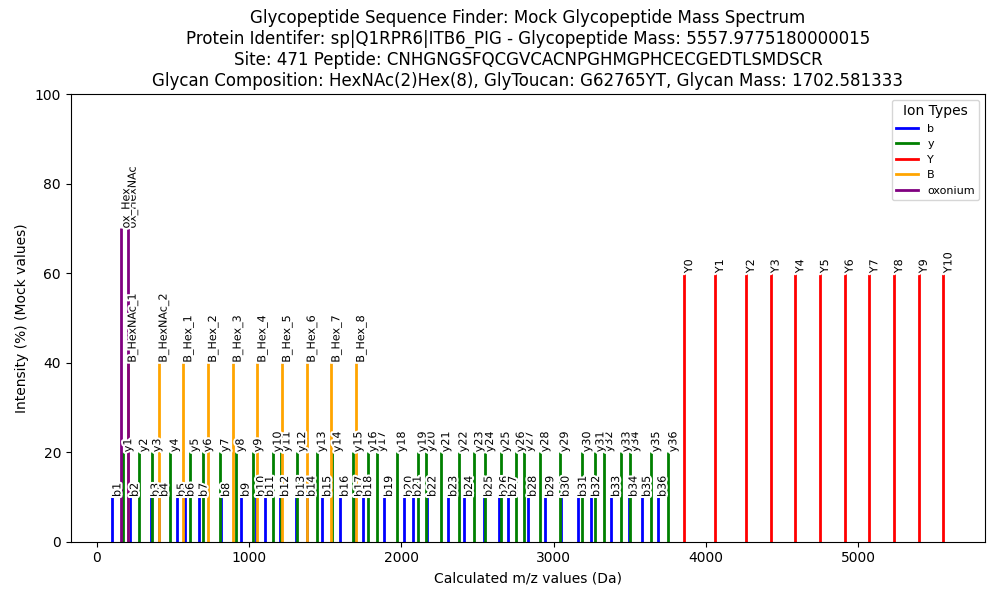 Glycopeptide Sequence Finder: Mock Glycopeptide Mass Spectrum
Protein Identifer: sp|Q1RPR6|ITB6_PIG - Glycopeptide Mass: 5557.9775180000015
Site: 471 Peptide: CNHGNGSFQCGVCACNPGHMGPHCECGEDTLSMDSCR
Glycan Composition: HexNAc(2)Hex(8), GlyToucan: G62765YT, Glycan Mass: 1702.581333
Intensity (%) (Mock values)
100
80
60
40
20
0
Ion Types
b
y
Y
B
oxonium
ox_Hex
ox_HexNAc
Y0
Y1
Y2
Y3
Y4
Y5
Y6
Y7
Y8
Y9
Y10
B_HexNAc_1
B_HexNAc_2
B_Hex_1
B_Hex_2
B_Hex_3
B_Hex_4
B_Hex_5
B_Hex_6
B_Hex_7
B_Hex_8
y1
y2
y3
y4
y5
y6
y7
y8
y9
y10
y11
y12
y13
y14
y15
y16
y17
y18
y19
y20
y21
y22
y23
y24
y25
y26
y27
y28
y29
y30
y31
y32
y33
y34
y35
y36
b1
b2
b3
b4
b5
b6
b7
b8
b9
b10
b11
b12
b13
b14
b15
b16
b17
b18
b19
b20
b21
b22
b23
b24
b25
b26
b27
b28
b29
b30
b31
b32
b33
b34
b35
b36
0
1000
2000
3000
4000
5000
Calculated m/z values (Da)